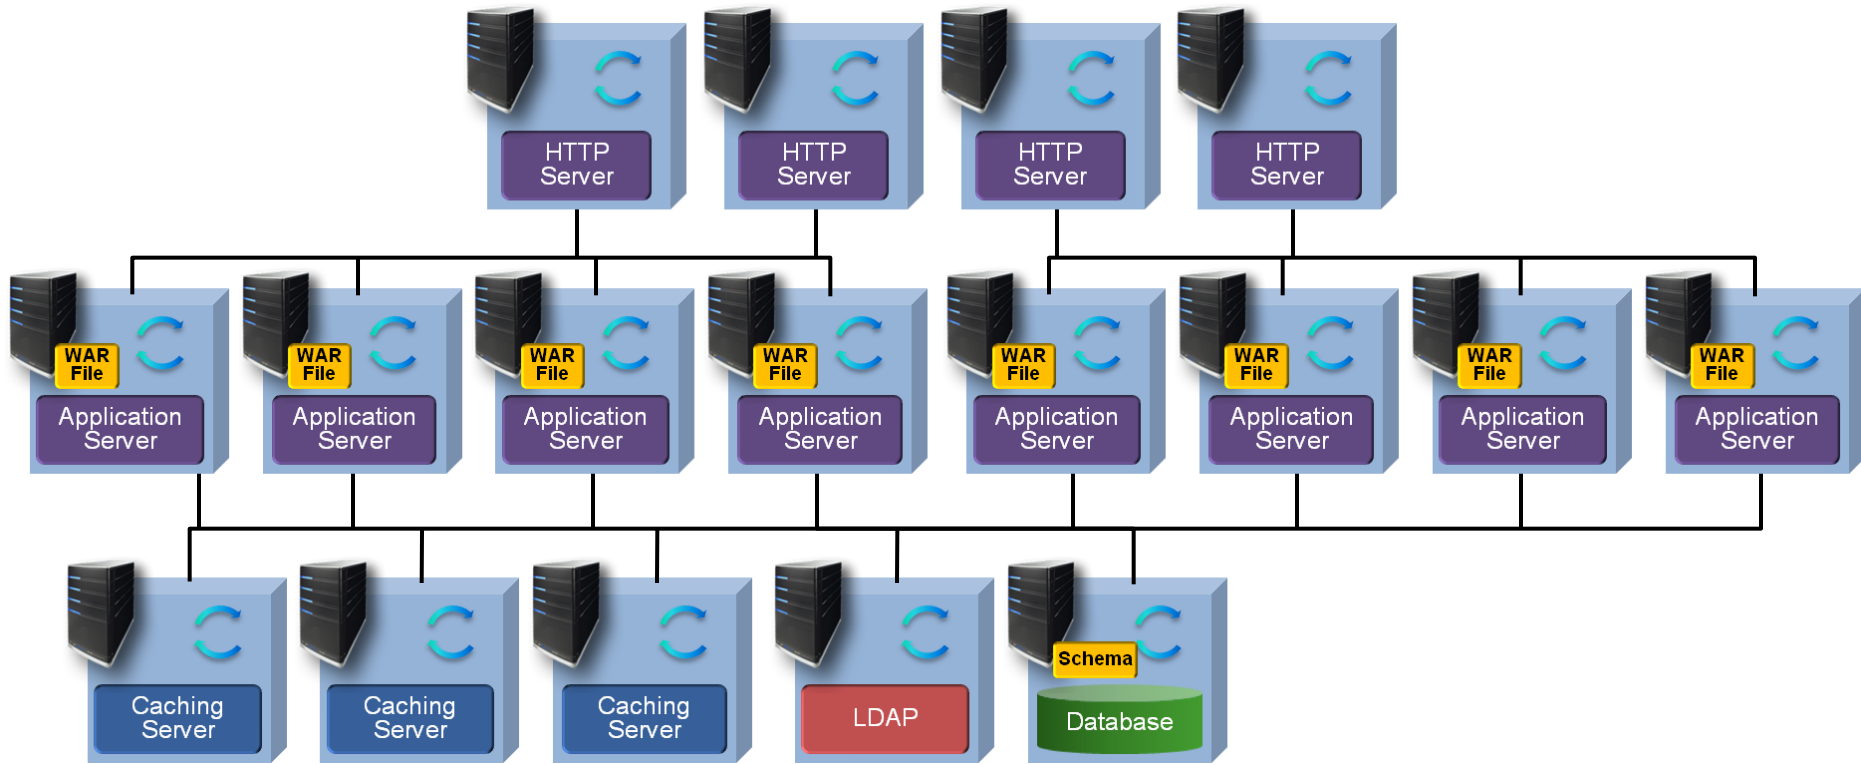 HTTP
Server
HTTP
Server
HTTP
Server
HTTP
Server
WAR
File
Application
Server
WAR
File
Application
Server
WAR
File
Application
Server
WAR
File
Application
Server
WAR
File
Application
Server
WAR
File
Application
Server
WAR
File
Application
Server
WAR
File
Application
Server
Caching
Server
Caching
Server
Caching
Server
LDAP
Schema
Database